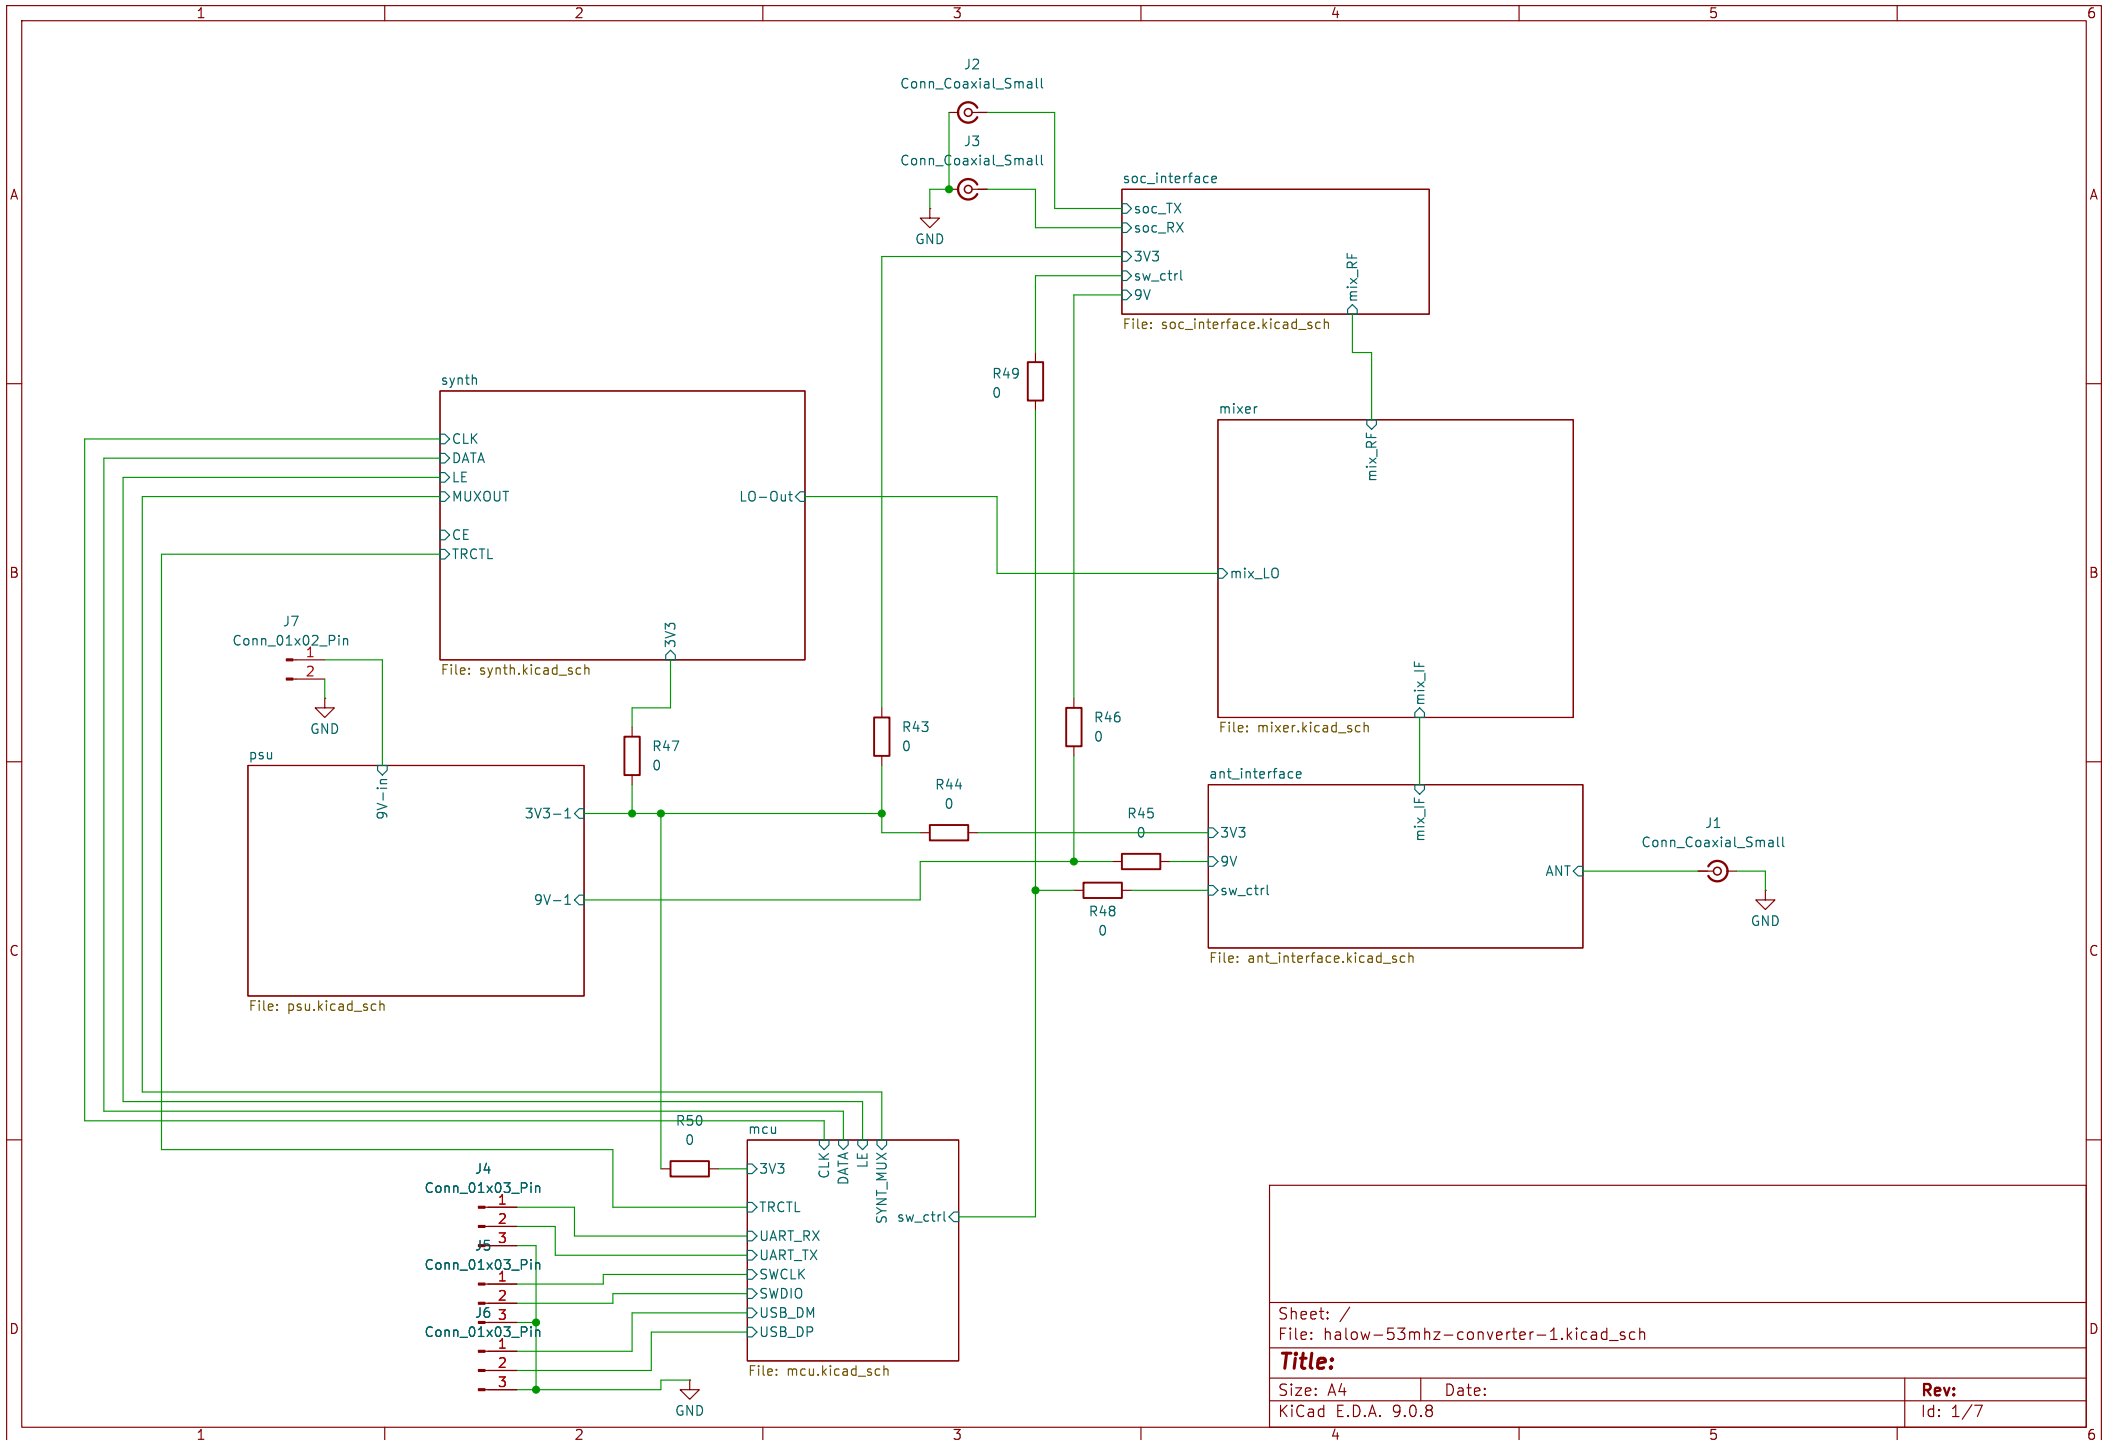 1 2 3 4 5 6
J2
Conn_Coaxial_Small
J3
Conn_Coaxial_Small
GND
A
A
soc_interface
soc_TX
soc_RX
3V3
sw_ctrl
9V
mix_RF
File: soc_interface.kicad_sch
R49
0
synth
CLK
DATA
LE
MUXOUT
CE
TRCTL
LO-Out
3V3
File: synth.kicad_sch
mixer
mix_RF
mix_LO
mix_IF
File: mixer.kicad_sch
B
B
J7
Conn_01x02_Pin
1
2
GND
R47
0
R43
0
R46
0
R44
0
R45
0
R48
0
psu
9V-in
3V3-1
9V-1
File: psu.kicad_sch
ant_interface
mix_IF
3V3
9V
sw_ctrl
ANT
File: ant_interface.kicad_sch
J1
Conn_Coaxial_Small
GND
C
C
R50
0
mcu
3V3
CLK
DATA
LE
SYNT_MUX
TRCTL
sw_ctrl
UART_RX
UART_TX
SWCLK
SWDIO
USB_DM
USB_DP
File: mcu.kicad_sch
J4
Conn_01x03_Pin
1
2
3
J5
Conn_01x03_Pin
1
2
3
J6
Conn_01x03_Pin
1
2
3
GND
D
D
Sheet: /
File: halow-53mhz-converter-1.kicad_sch
Title:
Size: A4 Date: Rev:
KiCad E.D.A. 9.0.8 Id: 1/7
1 2 3 4 5 6